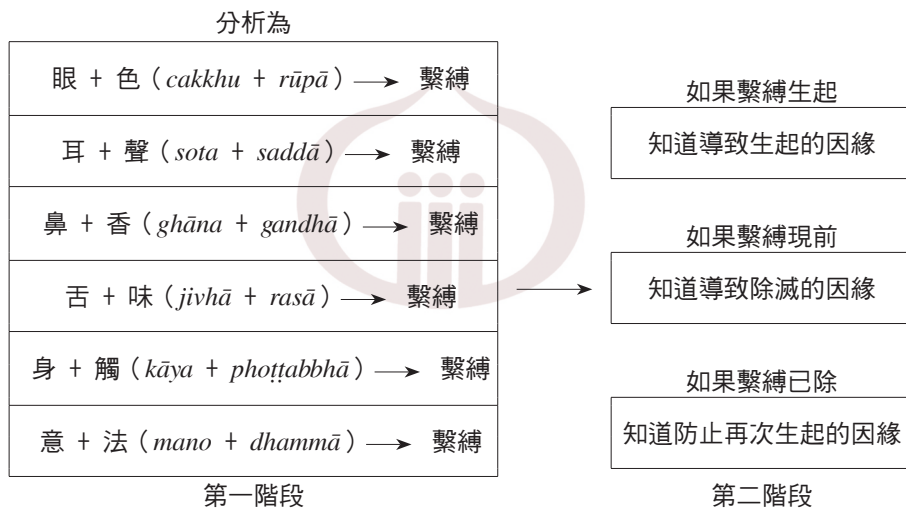 分析為
眼 + 色（cakkhu + rūpā）→ 繫縛
耳 + 聲（sota + saddā）→ 繫縛
鼻 + 香（ghāna + gandhā）→ 繫縛
舌 + 味（jivhā + rasā）→ 繫縛
身 + 觸（kāya + phoṭṭabbhā）→ 繫縛
意 + 法（mano + dhammā）→ 繫縛
第一階段
如果繫縛生起
知道導致生起的因緣
如果繫縛現前
知道導致除滅的因緣
如果繫縛已除
知道防止再次生起的因緣
第二階段